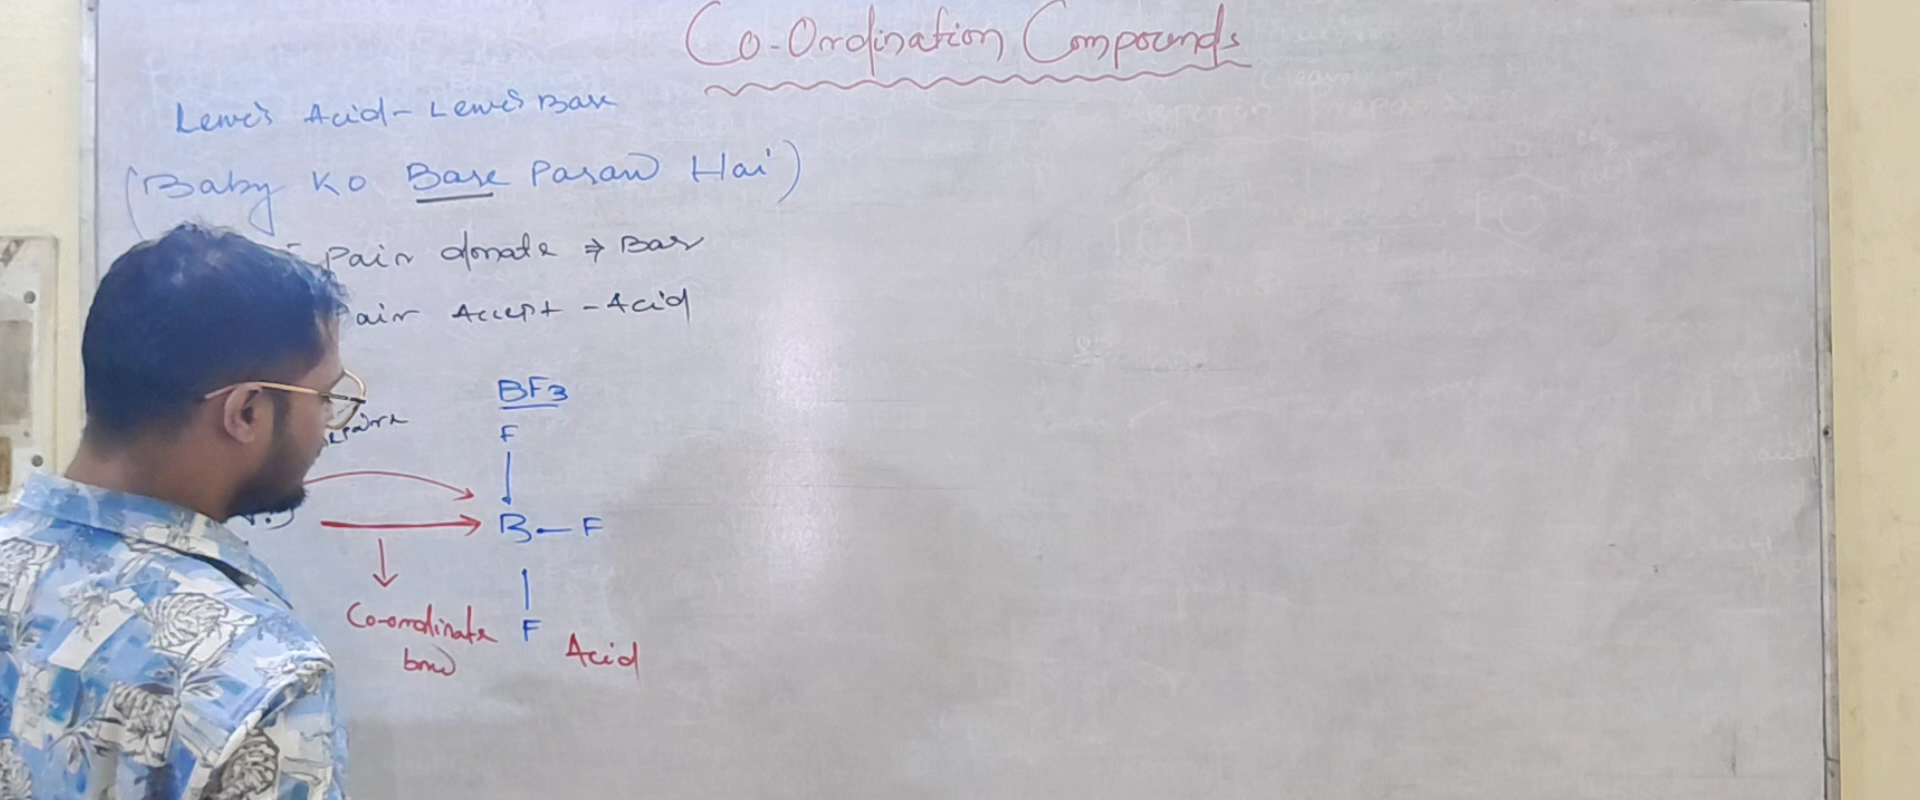 Co-Ordination Compounds
Lewis Acid - Lewis Base
(Baby Ko Base Pasand Hai)
Pair donate ⇒ Base
Pair Accept - Acid
BF3
F
B - F
F
Co-ordinate
bond
Acid